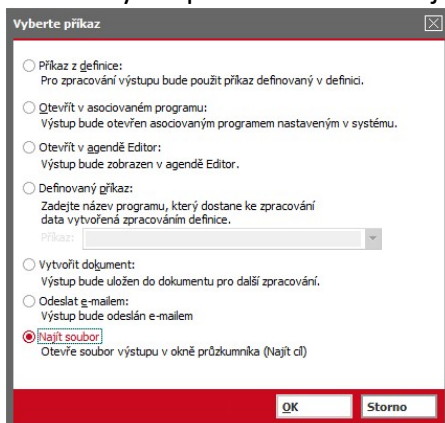 Vyberte příkaz
Příkaz z definice:
Pro zpracování výstupu bude použit příkaz definovaný v definici.
Otevřít v asociovaném programu:
Výstup bude otevřen asociovaným programem nastaveným v systému.
Otevřít v agendě Editor:
Výstup bude zobrazen v agendě Editor.
Definovaný příkaz:
Zadejte název programu, který dostane ke zpracování
data vytvořená zpracování definice.
Příkaz:
Vytvořit dokument:
Výstup bude uložen do dokumentu pro další zpracování.
Odeslat e-mailem:
Výstup bude odeslán e-mailem
Najít soubor
Otevře soubor výstupu v okně průzkumníka (Najít cíl)
OK Storno